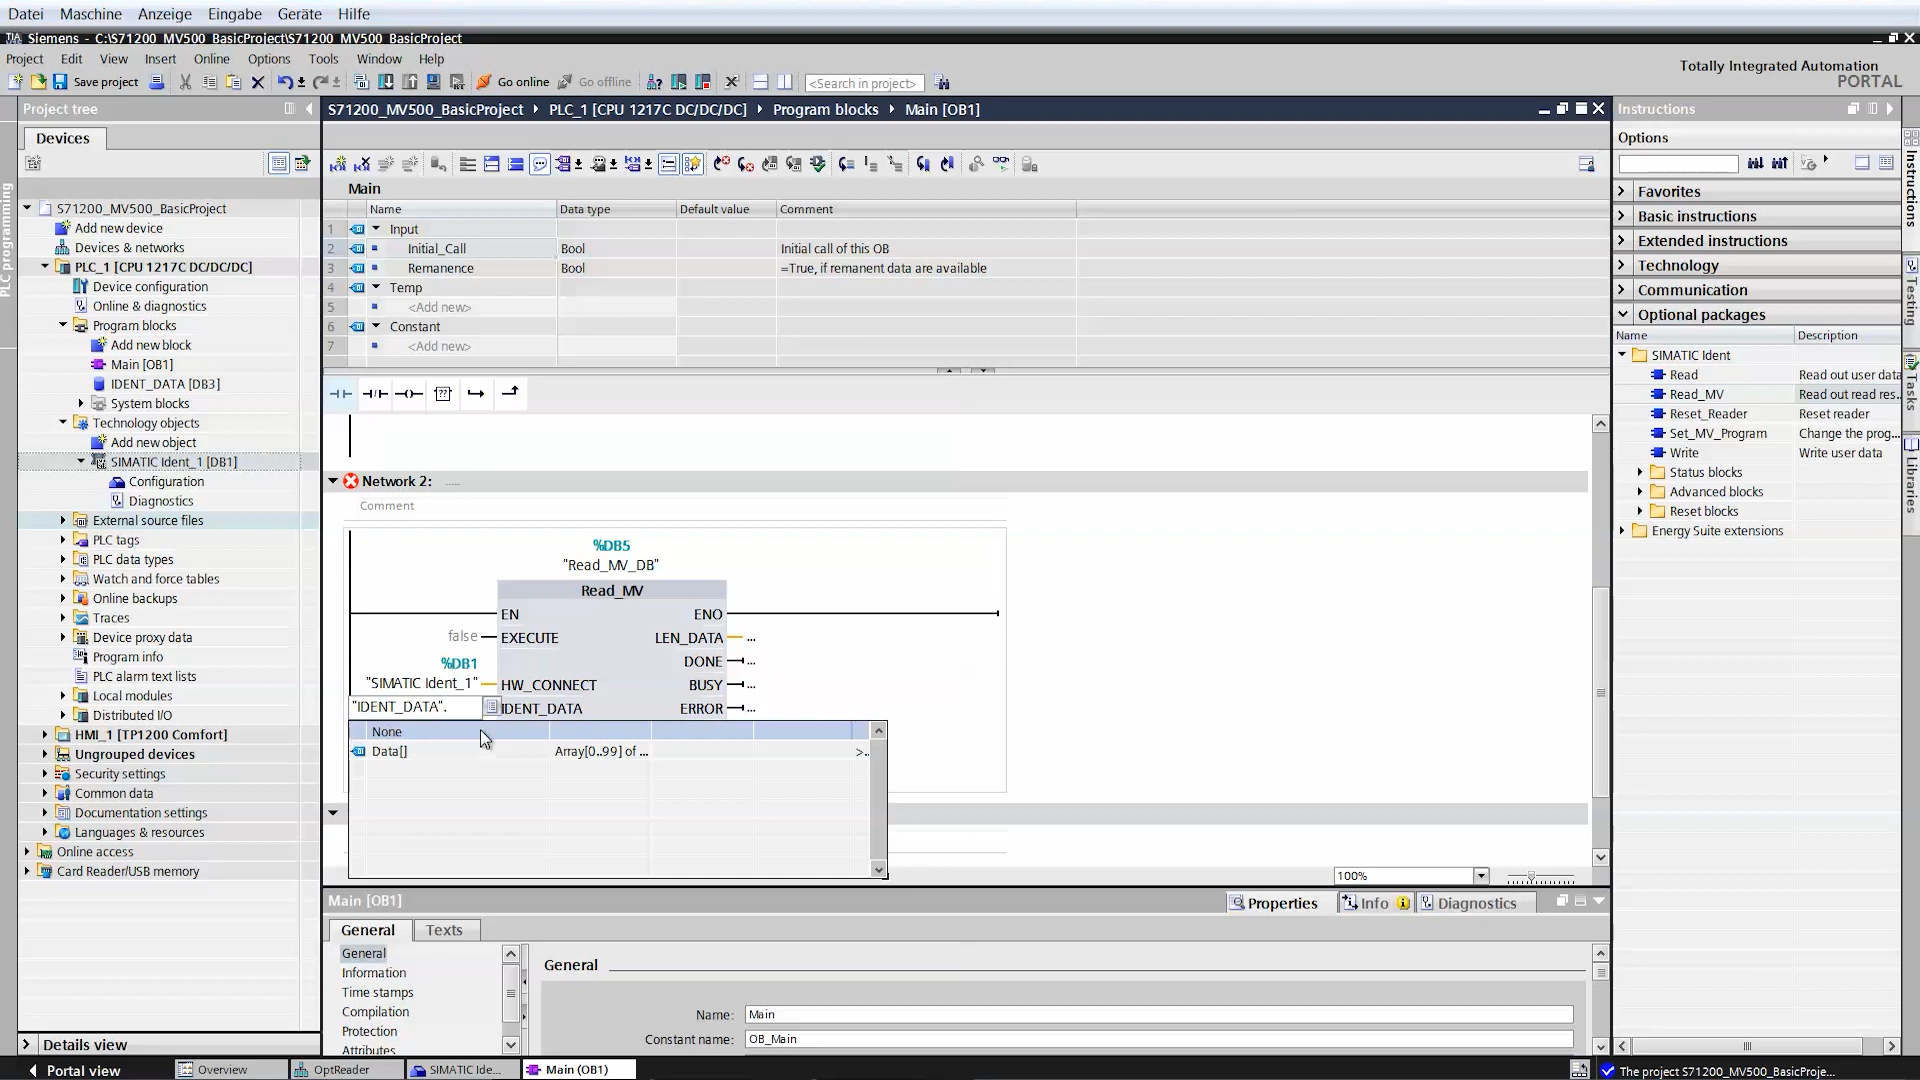 Datei Maschine Anzeige Eingabe Geräte Hilfe
Siemens - C:\S71200_MV500_BasicProject\S71200_MV500_BasicProject
Project Edit View Insert Online Options Tools Window Help
Totally Integrated Automation
PORTAL
Save project Go online Go offline <Search in project>
Project tree
Devices
PLC programming
S71200_MV500_BasicProject
Add new device
Devices & networks
PLC_1 [CPU 1217C DC/DC/DC]
Device configuration
Online & diagnostics
Program blocks
Add new block
Main [OB1]
IDENT_DATA [DB3]
System blocks
Technology objects
Add new object
SIMATIC Ident_1 [DB1]
Configuration
Diagnostics
External source files
PLC tags
PLC data types
Watch and force tables
Online backups
Traces
Device proxy data
Program info
PLC alarm text lists
Local modules
Distributed I/O
HMI_1 [TP1200 Comfort]
Ungrouped devices
Security settings
Common data
Documentation settings
Languages & resources
Online access
Card Reader/USB memory
Details view
S71200_MV500_BasicProject PLC_1 [CPU 1217C DC/DC/DC] Program blocks Main [OB1]
Main
Name Data type Default value Comment
1 Input
2 Initial_Call Bool Initial call of this OB
3 Remanence Bool =True, if remanent data are available
4 Temp
5 <Add new>
6 Constant
7 <Add new>
??
Network 2: .....
Comment
%DB5
"Read_MV_DB"
Read_MV
EN ENO
false EXECUTE LEN_DATA ...
DONE ...
%DB1
"SIMATIC Ident_1" HW_CONNECT BUSY ...
"IDENT_DATA". IDENT_DATA ERROR ...
None
Data[] Array[0..99] of ... >..
100%
Main [OB1]
Properties Info Diagnostics
General Texts
General
Information
Time stamps
Compilation
Protection
Attributes
General
Name: Main
Constant name: OB_Main
Instructions
Options
Favorites
Basic instructions
Extended instructions
Technology
Communication
Optional packages
Name Description
SIMATIC Ident
Read Read out user data
Read_MV Read out read res...
Reset_Reader Reset reader
Set_MV_Program Change the prog...
Write Write user data
Status blocks
Advanced blocks
Reset blocks
Energy Suite extensions
Instructions
Testing
Tasks
Libraries
Portal view Overview OptReader SIMATIC Ide... Main (OB1)
The project S71200_MV500_BasicProje...